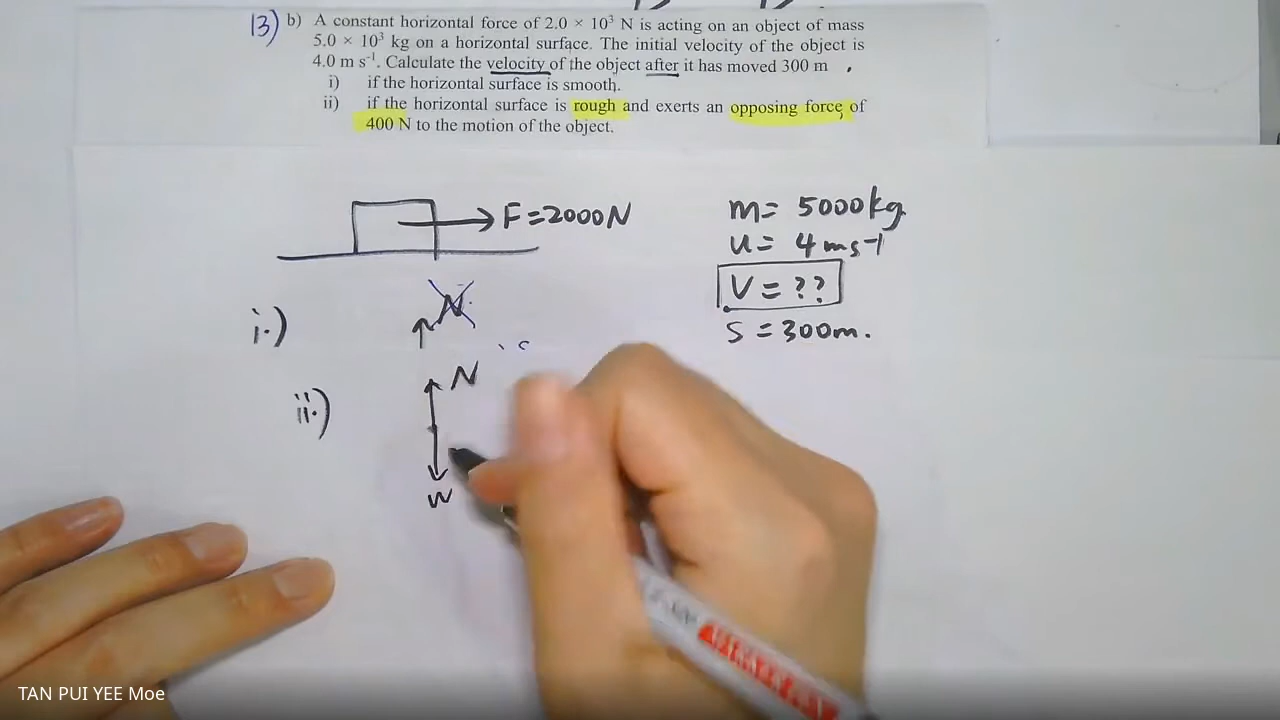 13) b) A constant horizontal force of 2.0 × 10³ N is acting on an object of mass
5.0 × 10³ kg on a horizontal surface. The initial velocity of the object is
4.0 m s⁻¹. Calculate the velocity of the object after it has moved 300 m
i) if the horizontal surface is smooth.
ii) if the horizontal surface is rough and exerts an opposing force of
400 N to the motion of the object.
F=2000N
m= 5000kg
u= 4ms-1
V=??
S=300m.
i.)
N
ii.)
N
W
TAN PUI YEE Moe